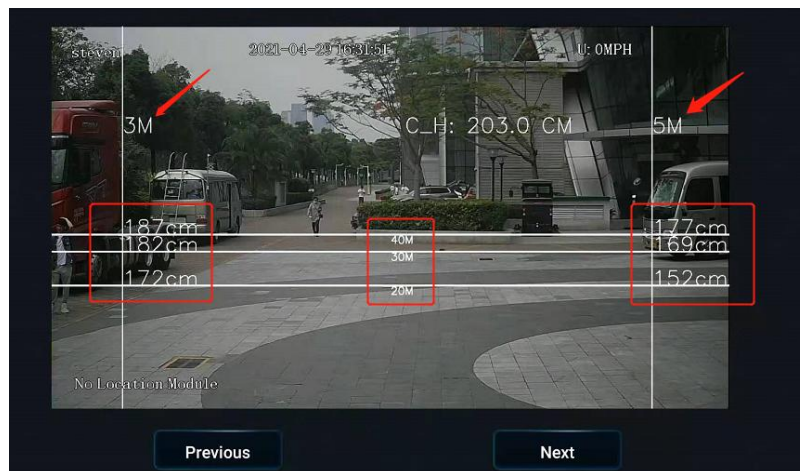 steven 2021-04-29 16:31:51 U: 0MPH
3M C_H: 203.0 CM 5M
187cm 177cm
182cm 40M 169cm
30M
172cm 152cm
20M
No Location Module
Previous Next